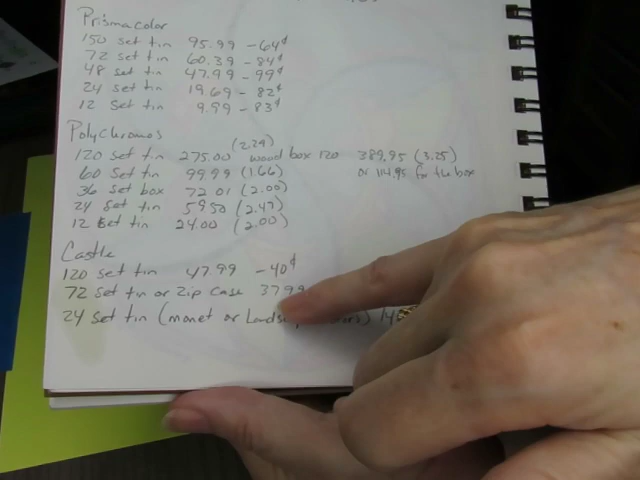 Prismacolor
150 set tin 95.99 - 64¢
72 set tin 60.39 - 84¢
48 set tin 47.99 - 99¢
24 set tin 19.69 - 82¢
12 set tin 9.99 - 83¢
Polychromos
(2.29)
120 set tin 275.00 wood box 120 389.95 (3.25)
60 set tin 99.99 (1.66) or 114.95 for the box
36 set box 72.01 (2.00)
24 set tin 59.50 (2.47)
12 set tin 24.00 (2.00)
Castle
120 set tin 47.99 - 40¢
72 set tin or zip case 37.99
24 set tin (monet or